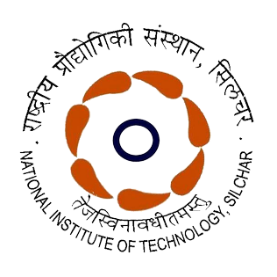 · राष्ट्रीय प्रौद्योगिकी संस्थान, सिलचर ·
तेजस्विनावधीतमस्तु
NATIONAL INSTITUTE OF TECHNOLOGY, SILCHAR